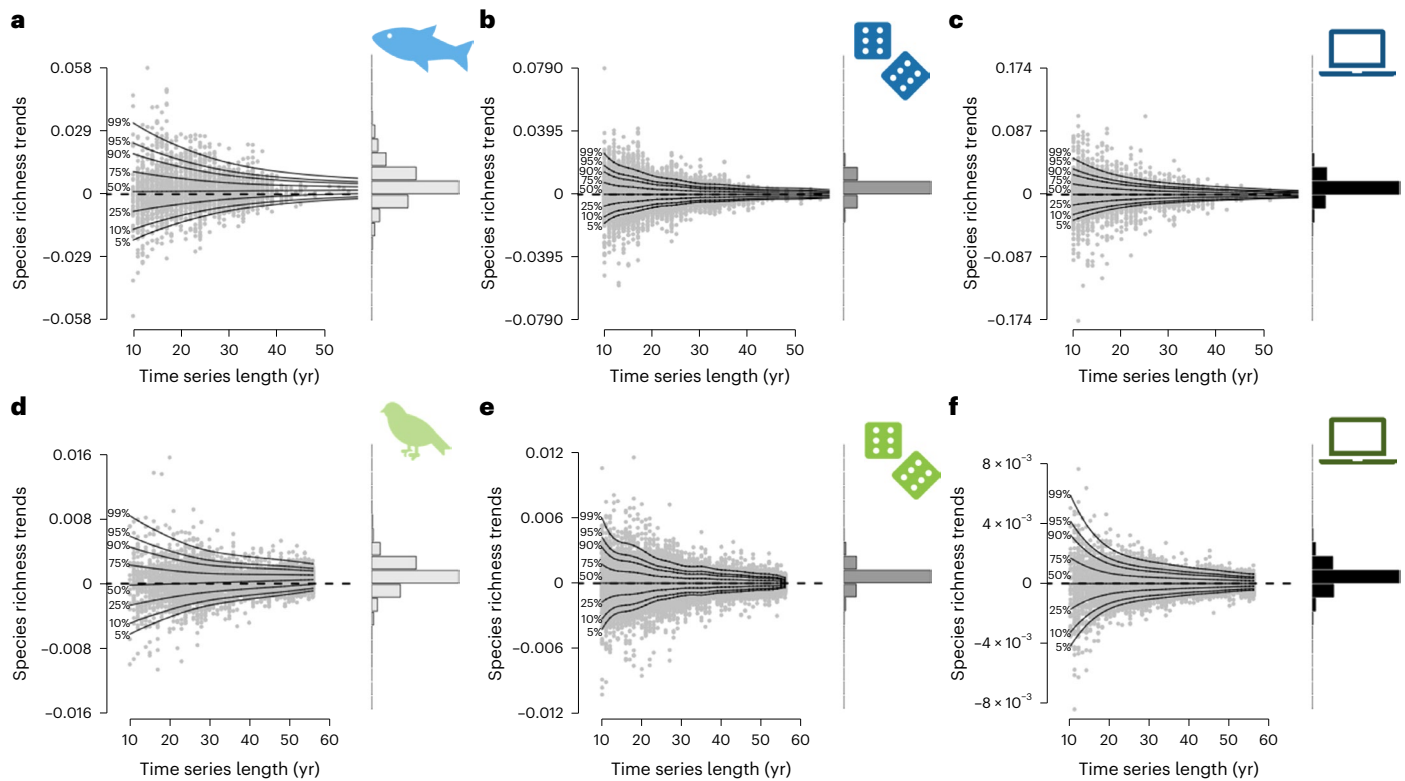 a
Species richness trends
0.058
0.029
0
−0.029
−0.058
99%
95%
90%
75%
50%
25%
10%
5%
10 20 30 40 50
Time series length (yr)
b
Species richness trends
0.0790
0.0395
0
−0.0395
−0.0790
99%
95%
90%
75%
50%
25%
10%
5%
10 20 30 40 50
Time series length (yr)
c
Species richness trends
0.174
0.087
0
−0.087
−0.174
99%
95%
90%
75%
50%
25%
10%
5%
10 20 30 40 50
Time series length (yr)
d
Species richness trends
0.016
0.008
0
−0.008
−0.016
99%
95%
90%
75%
50%
25%
10%
5%
10 20 30 40 50 60
Time series length (yr)
e
Species richness trends
0.012
0.006
0
−0.006
−0.012
99%
95%
90%
75%
50%
25%
10%
5%
10 20 30 40 50 60
Time series length (yr)
f
Species richness trends
8 × 10⁻³
4 × 10⁻³
0
−4 × 10⁻³
−8 × 10⁻³
99%
95%
90%
75%
50%
25%
10%
5%
10 20 30 40 50 60
Time series length (yr)